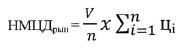 НМЦДрын = V/n x ∑ⁿᵢ₌₁ Цi